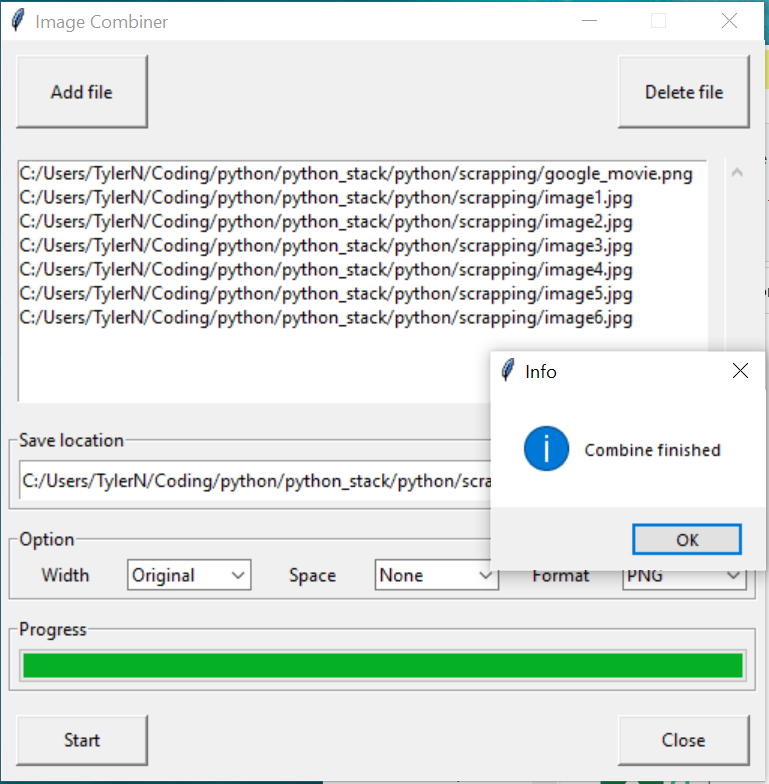 Image Combiner
Add file
Delete file
C:/Users/TylerN/Coding/python/python_stack/python/scrapping/google_movie.png
C:/Users/TylerN/Coding/python/python_stack/python/scrapping/image1.jpg
C:/Users/TylerN/Coding/python/python_stack/python/scrapping/image2.jpg
C:/Users/TylerN/Coding/python/python_stack/python/scrapping/image3.jpg
C:/Users/TylerN/Coding/python/python_stack/python/scrapping/image4.jpg
C:/Users/TylerN/Coding/python/python_stack/python/scrapping/image5.jpg
C:/Users/TylerN/Coding/python/python_stack/python/scrapping/image6.jpg
Info
Combine finished
OK
Save location
C:/Users/TylerN/Coding/python/python_stack/python/scra
Option
Width Original Space None Format PNG
Progress
Start
Close